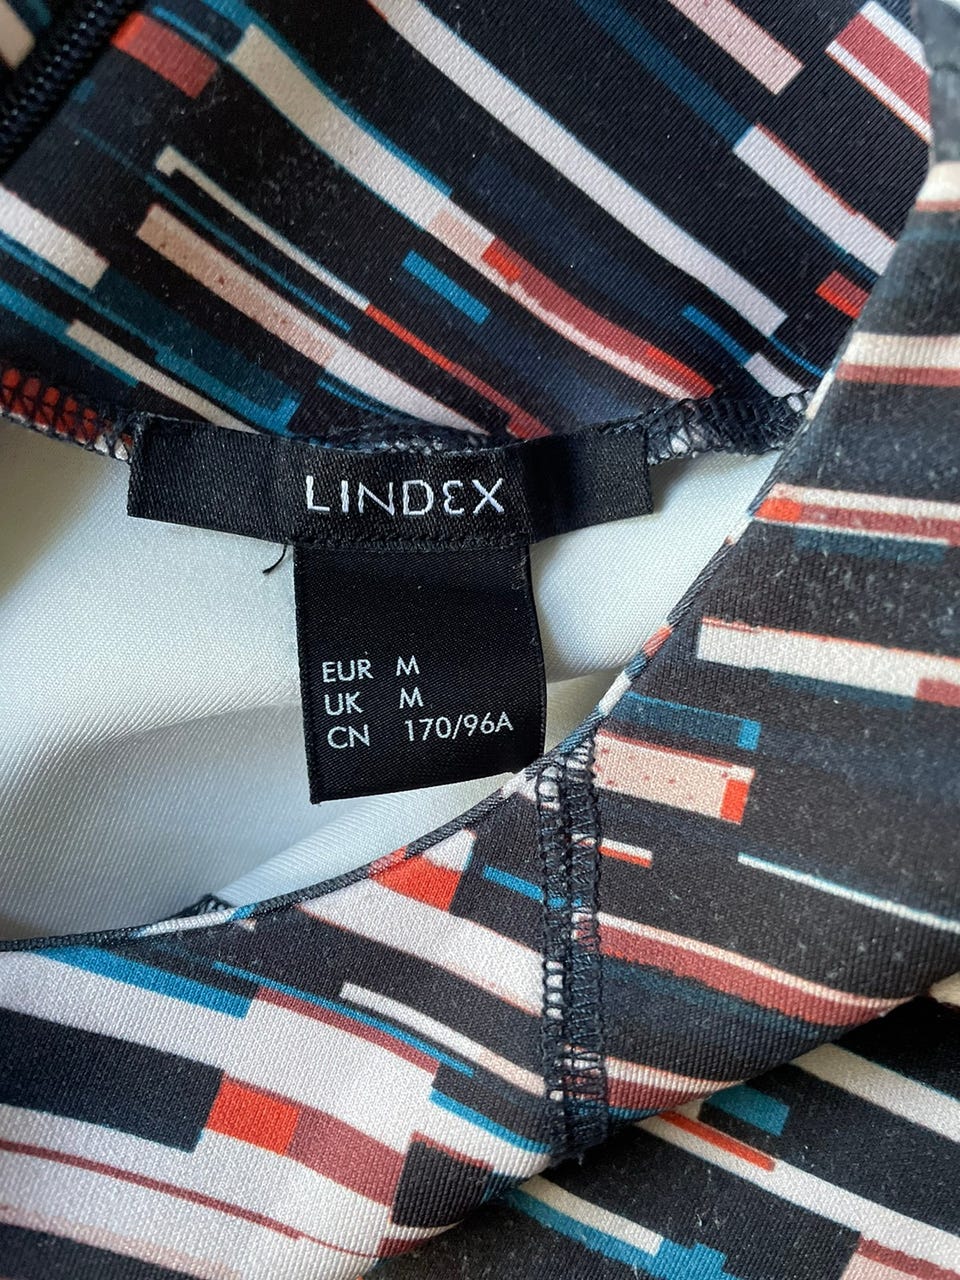 LINDEX
EUR M
UK M
CN 170/96A